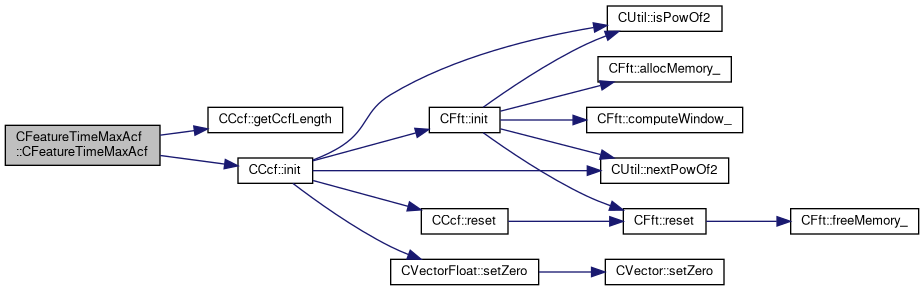 CFeatureTimeMaxAcf
::CFeatureTimeMaxAcf
CCcf::getCcfLength
CCcf::init
CFft::init
CCcf::reset
CVectorFloat::setZero
CUtil::isPowOf2
CFft::allocMemory_
CFft::computeWindow_
CUtil::nextPowOf2
CFft::reset
CVector::setZero
CFft::freeMemory_